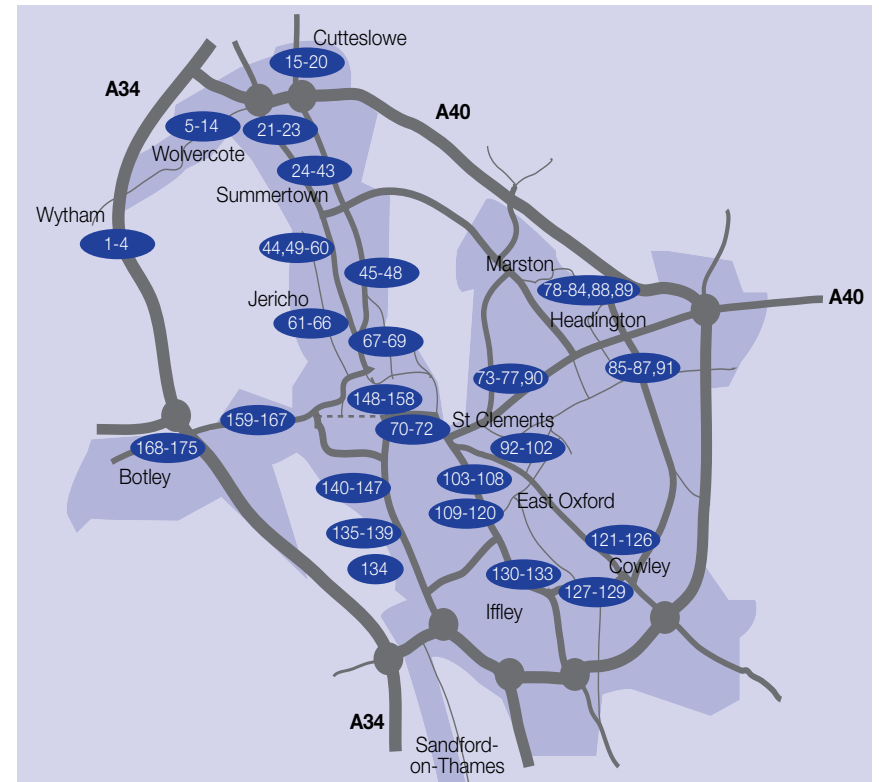 Cutteslowe
15-20
A34
A40
5-14
21-23
Wolvercote
24-43
Summertown
Wytham
1-4
44,49-60
45-48
Marston
78-84,88,89
Jericho
A40
61-66
Headington
67-69
85-87,91
73-77,90
148-158
159-167
St Clements
70-72
168-175
92-102
Botley
103-108
140-147
East Oxford
109-120
135-139
121-126
134
Cowley
130-133
127-129
Iffley
A34
Sandford-
on-Thames